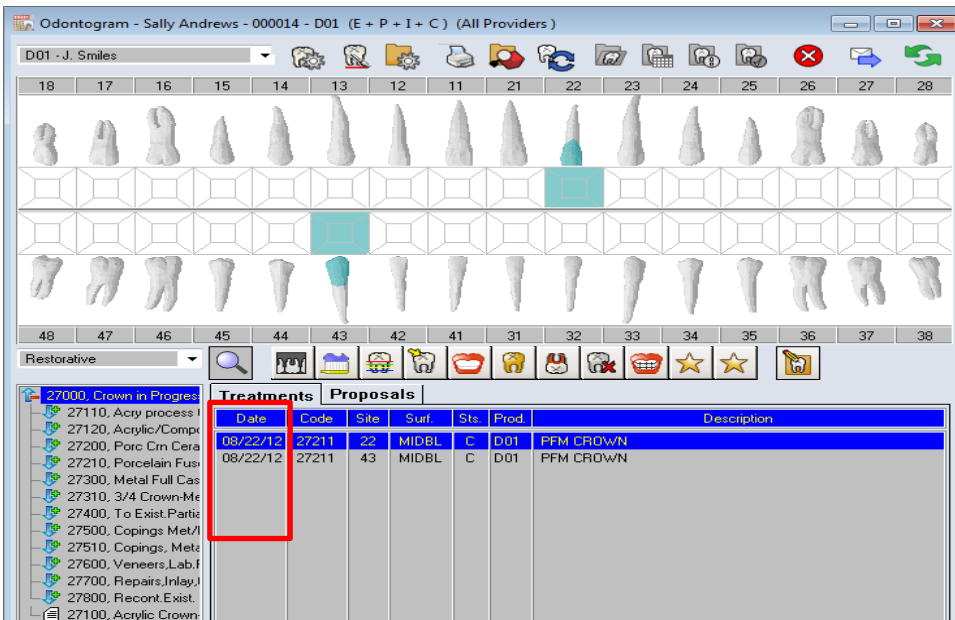 Odontogram - Sally Andrews - 000014 - D01 (E + P + I + C ) (All Providers )
D01 - J. Smiles
18 17 16 15 14 13 12 11 21 22 23 24 25 26 27 28
48 47 46 45 44 43 42 41 31 32 33 34 35 36 37 38
Restorative
27000, Crown in Progres
27110, Acry process
27120, Acrylic/Comp
27200, Porc Crn Cera
27210, Porcelain Fus
27300, Metal Full Cas
27310, 3/4 Crown-Me
27400, To Exist.Partia
27500, Copings Met/
27510, Copings, Meta
27600, Veneers,Lab.
27700, Repairs,Inlay,
27800, Recont.Exist.
27100, Acrylic Crown-
Treatments Proposals
Date Code Site Surf. Sts. Prod. Description
08/22/12 27211 22 MIDBL C D01 PFM CROWN
08/22/12 27211 43 MIDBL C D01 PFM CROWN